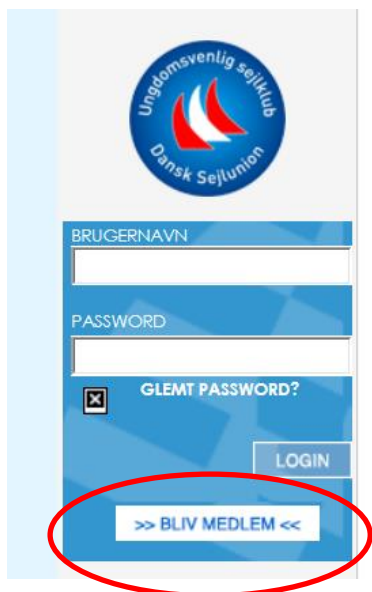 Ungdomsvenlig sejlklub
Dansk Sejlunion
BRUGERNAVN
PASSWORD
GLEMT PASSWORD?
LOGIN
>> BLIV MEDLEM <<